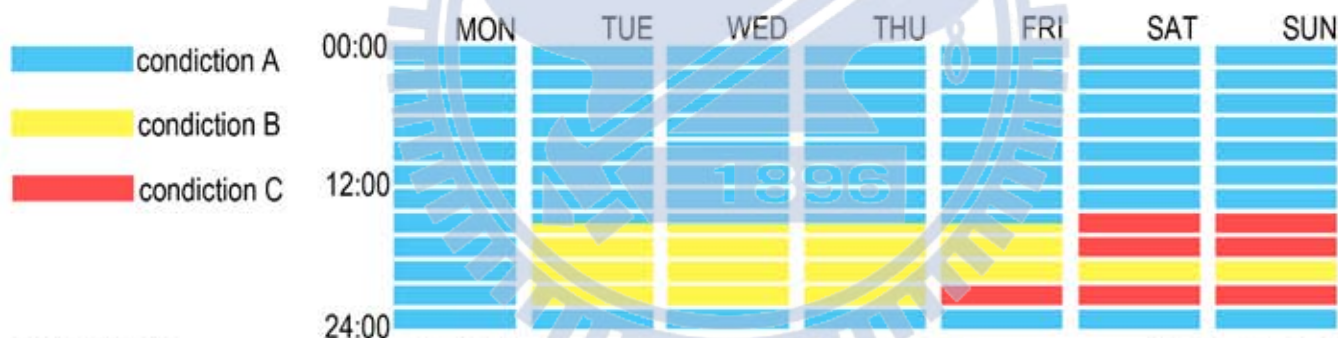 MON TUE WED THU FRI SAT SUN
00:00
condiction A
condiction B
12:00
condiction C
1896
24:00